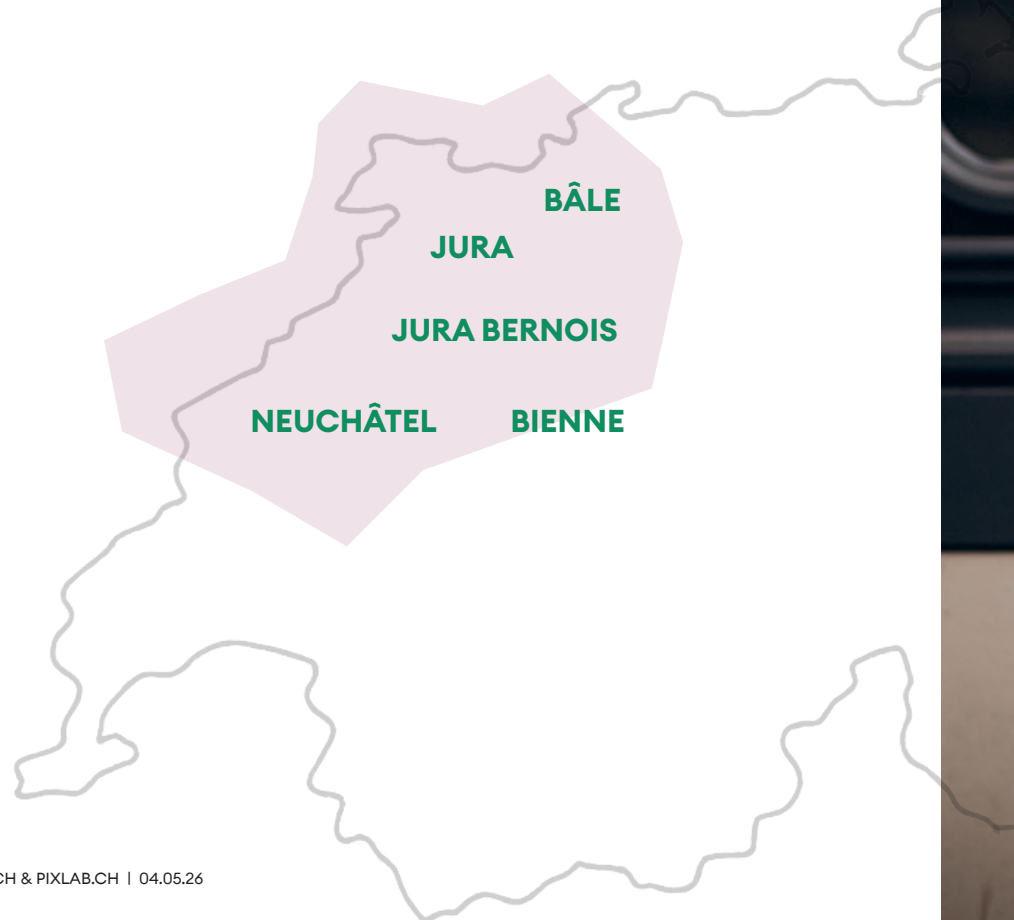 BÂLE
JURA
JURA BERNOIS
NEUCHÂTEL BIENNE
CH & PIXLAB.CH | 04.05.26